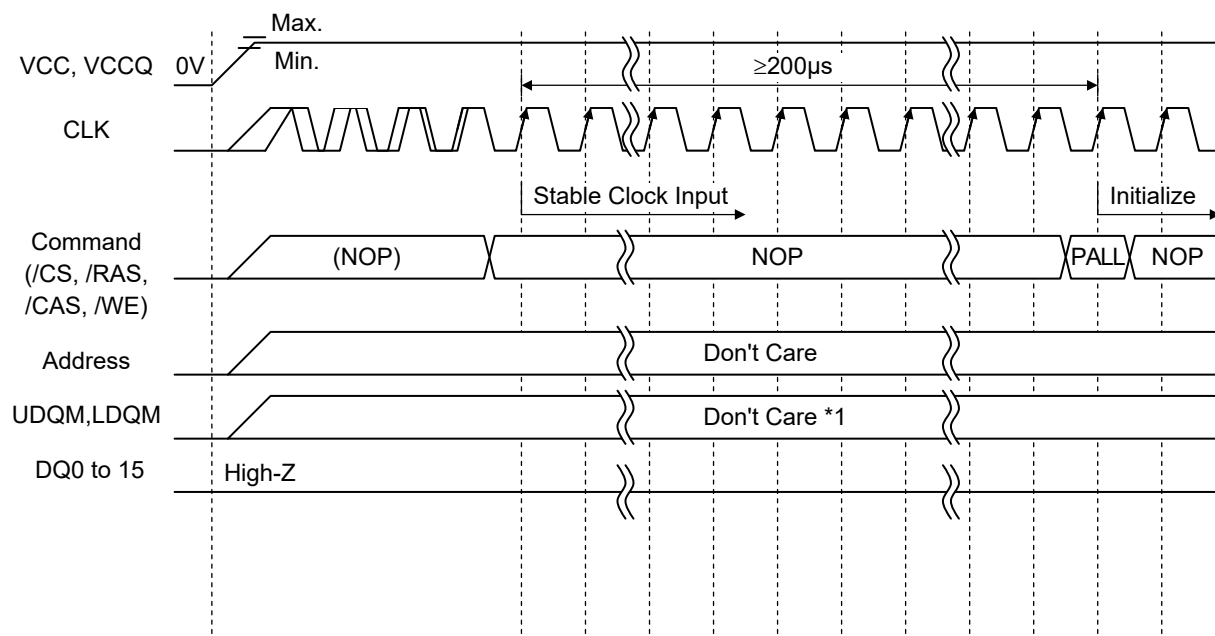 Max.
VCC, VCCQ 0V Min. ≥200µs
CLK
Stable Clock Input Initialize
Command
(/CS, /RAS,
/CAS, /WE)
(NOP) NOP PALL NOP
Address Don't Care
UDQM,LDQM Don't Care *1
DQ0 to 15 High-Z